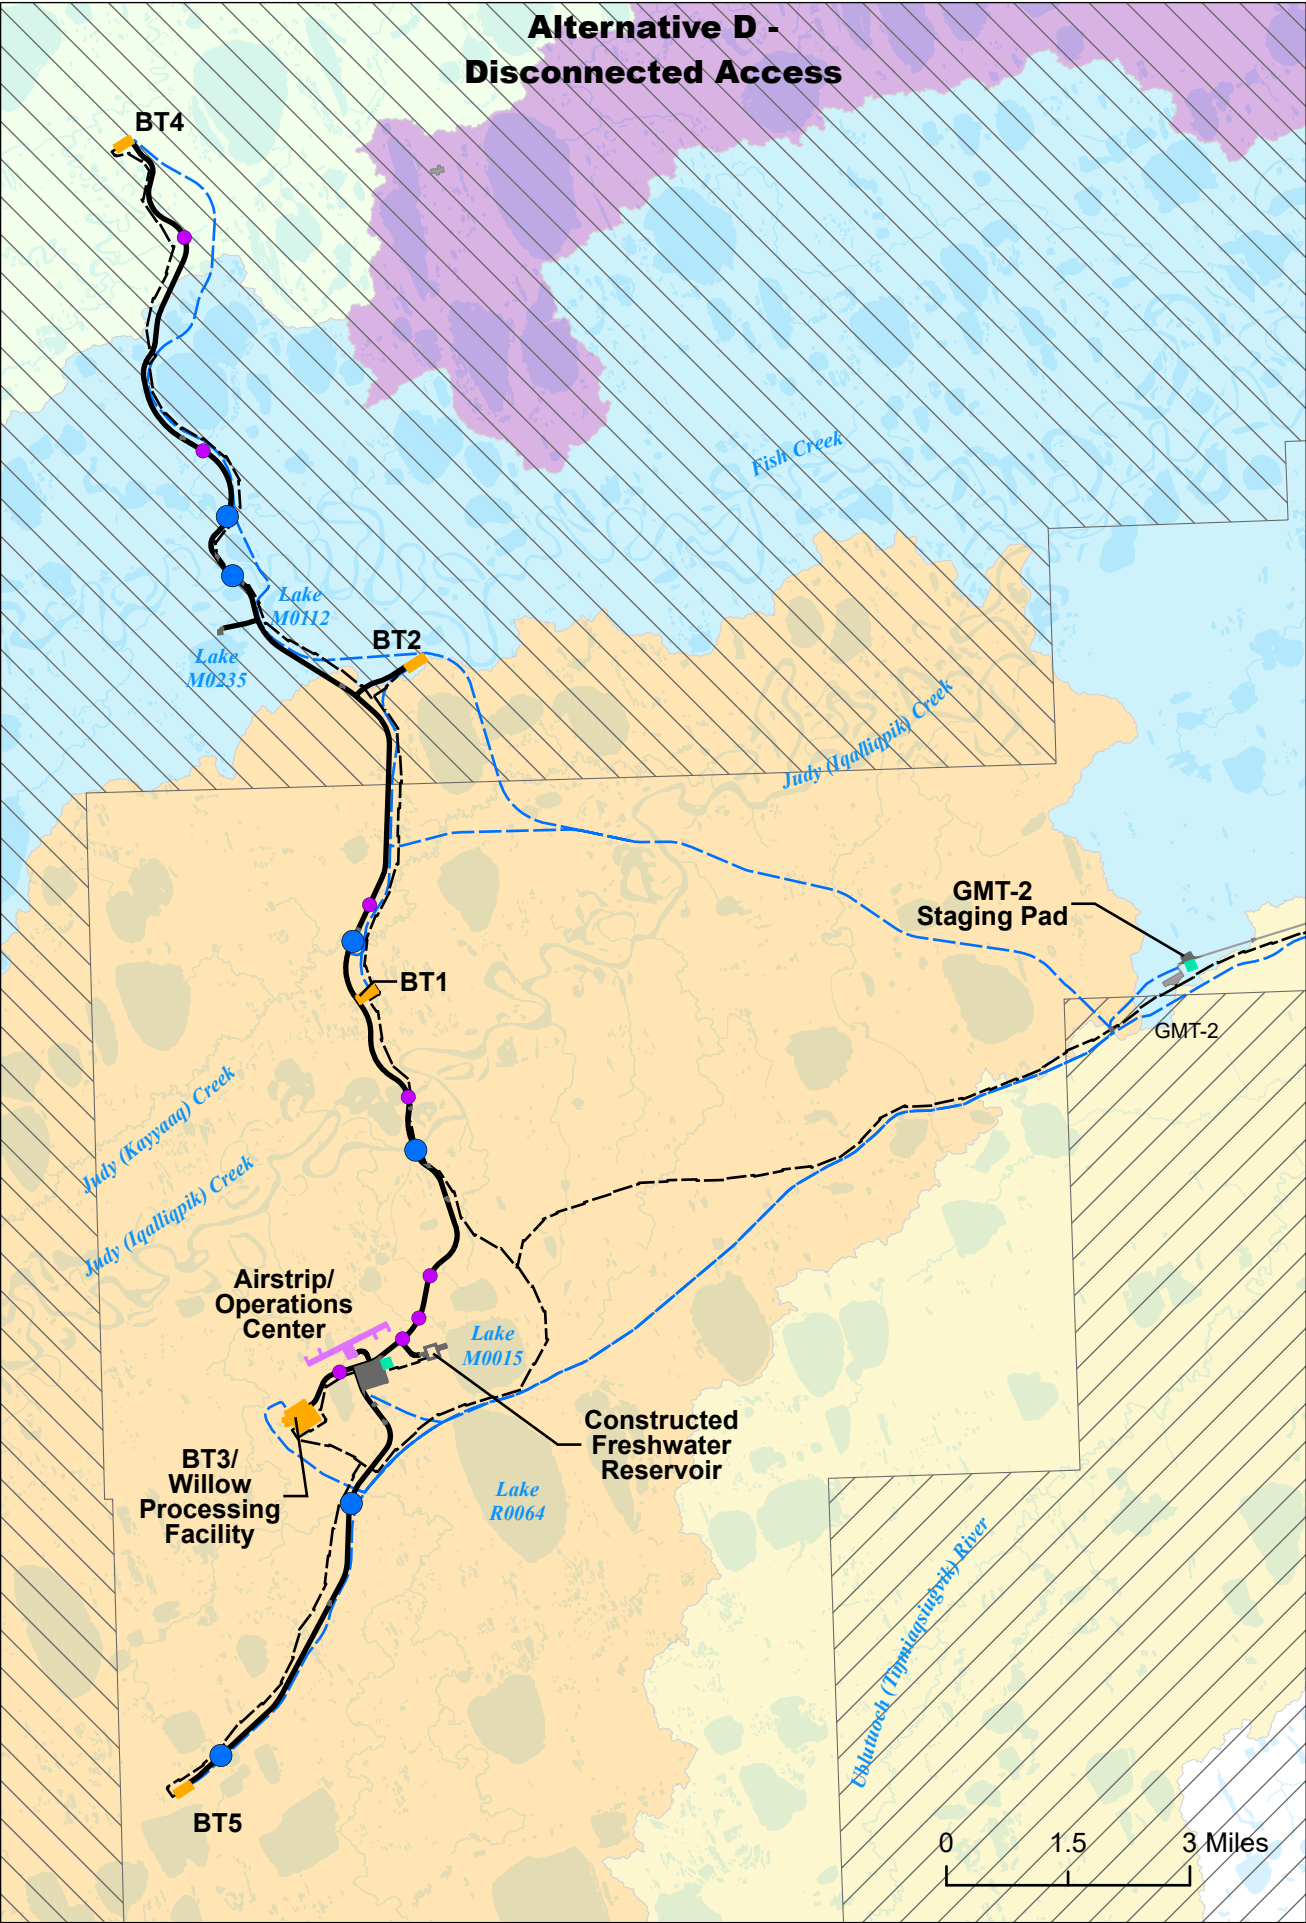 Alternative D -
Disconnected Access
BT4
Fish Creek
Lake
M0112
BT2
Lake
M0235
Judy (Iqalliqpik) Creek
GMT-2
Staging Pad
BT1
GMT-2
Judy (Kayyaaq) Creek
Judy (Iqalliqpik) Creek
Airstrip/
Operations
Center
Lake
M0015
Constructed
Freshwater
Reservoir
BT3/
Willow
Processing
Facility
Lake
R0064
Ublutuoch (Tiŋmiaqsiuġvik) River
BT5
0 1.5 3 Miles